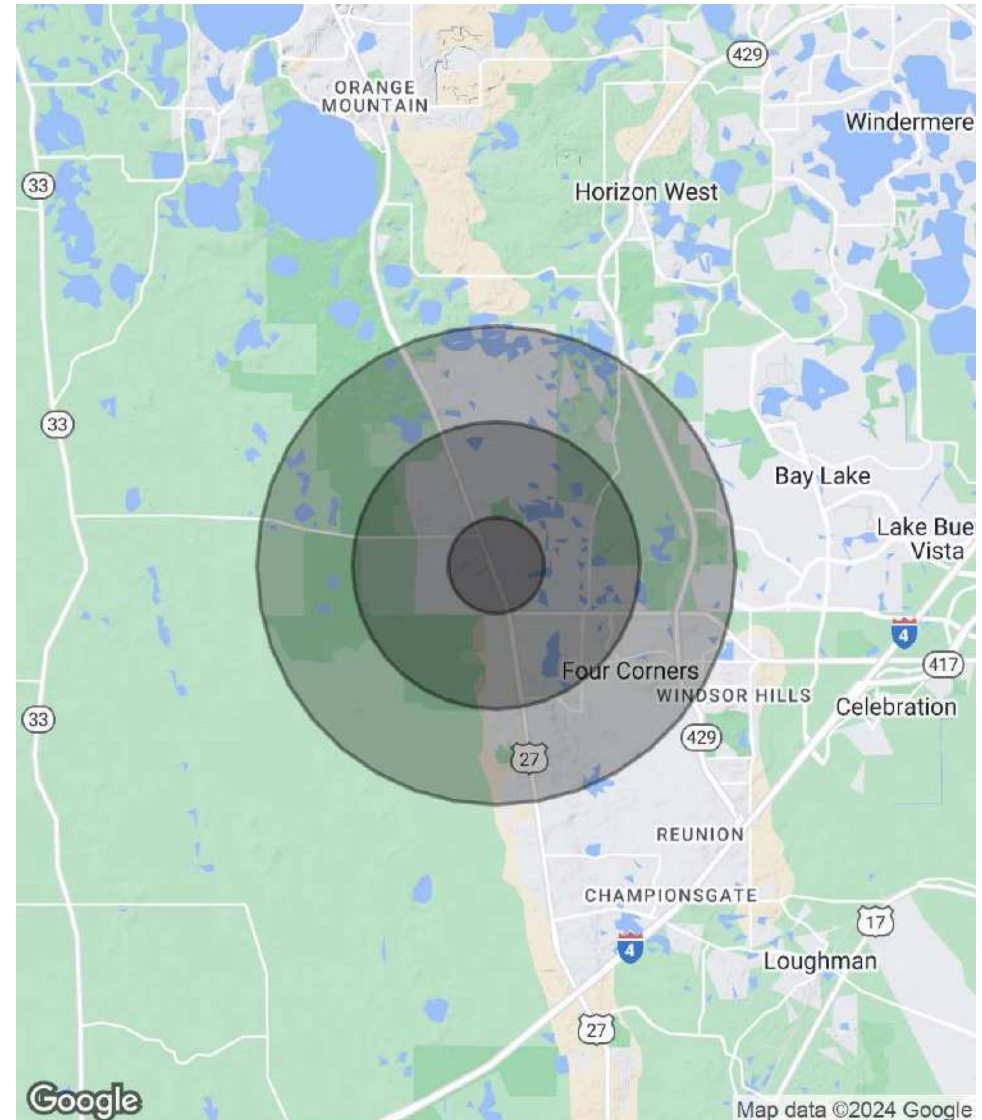 429
ORANGE
MOUNTAIN
Windermere
33
Horizon West
33
Bay Lake
Lake Bue
Vista
4
Four Corners
417
WINDSOR HILLS
Celebration
33
429
27
REUNION
CHAMPIONSGATE
17
4
Loughman
27
Google
Map data ©2024 Google